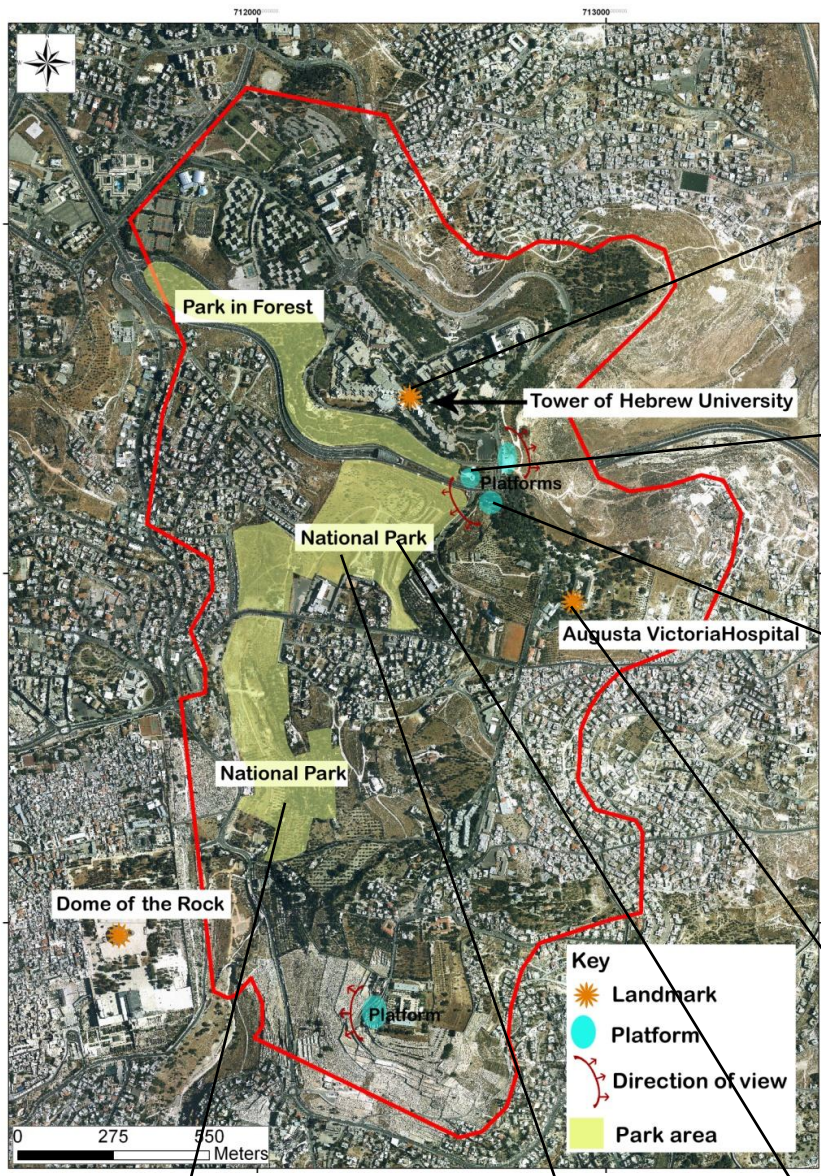 712000
713000
Park in Forest
Tower of Hebrew University
Platforms
National Park
Augusta VictoriaHospital
National Park
Dome of the Rock
Platform
Key
Landmark
Platform
Direction of view
Park area
0 275 550
Meters